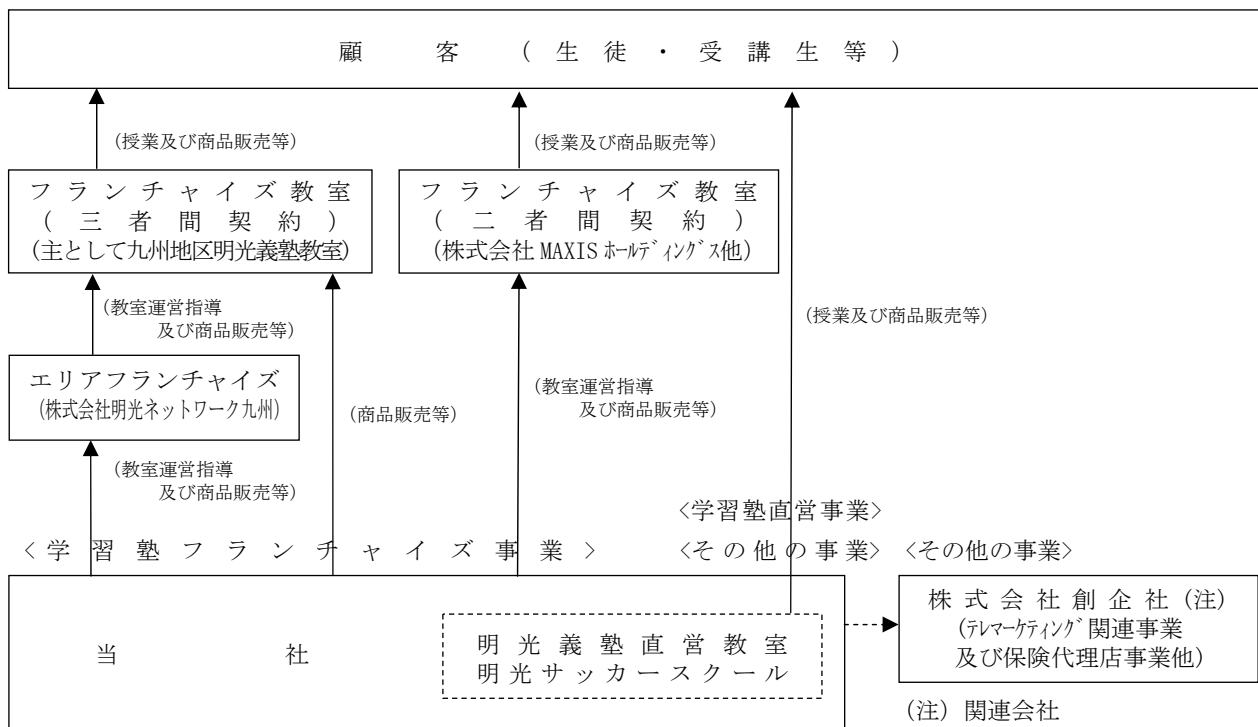 顧客（生徒・受講生等）
（授業及び商品販売等）
（授業及び商品販売等）
フランチャイズ教室
（三者間契約）
（主として九州地区明光義塾教室）
フランチャイズ教室
（二者間契約）
（株式会社MAXISﾎｰﾙﾃﾞｨﾝｸﾞｽ他）
（教室運営指導
及び商品販売等）
（授業及び商品販売等）
エリアフランチャイズ
（株式会社明光ネットワーク九州）
（商品販売等）
（教室運営指導
及び商品販売等）
（教室運営指導
及び商品販売等）
<学習塾直営事業>
<学習塾フランチャイズ事業>
<その他の事業>
<その他の事業>
当社
明光義塾直営教室
明光サッカースクール
株式会社創企社（注）
（ﾃﾚﾏｰｹﾃｨﾝｸﾞ関連事業
及び保険代理店事業他）
（注）関連会社